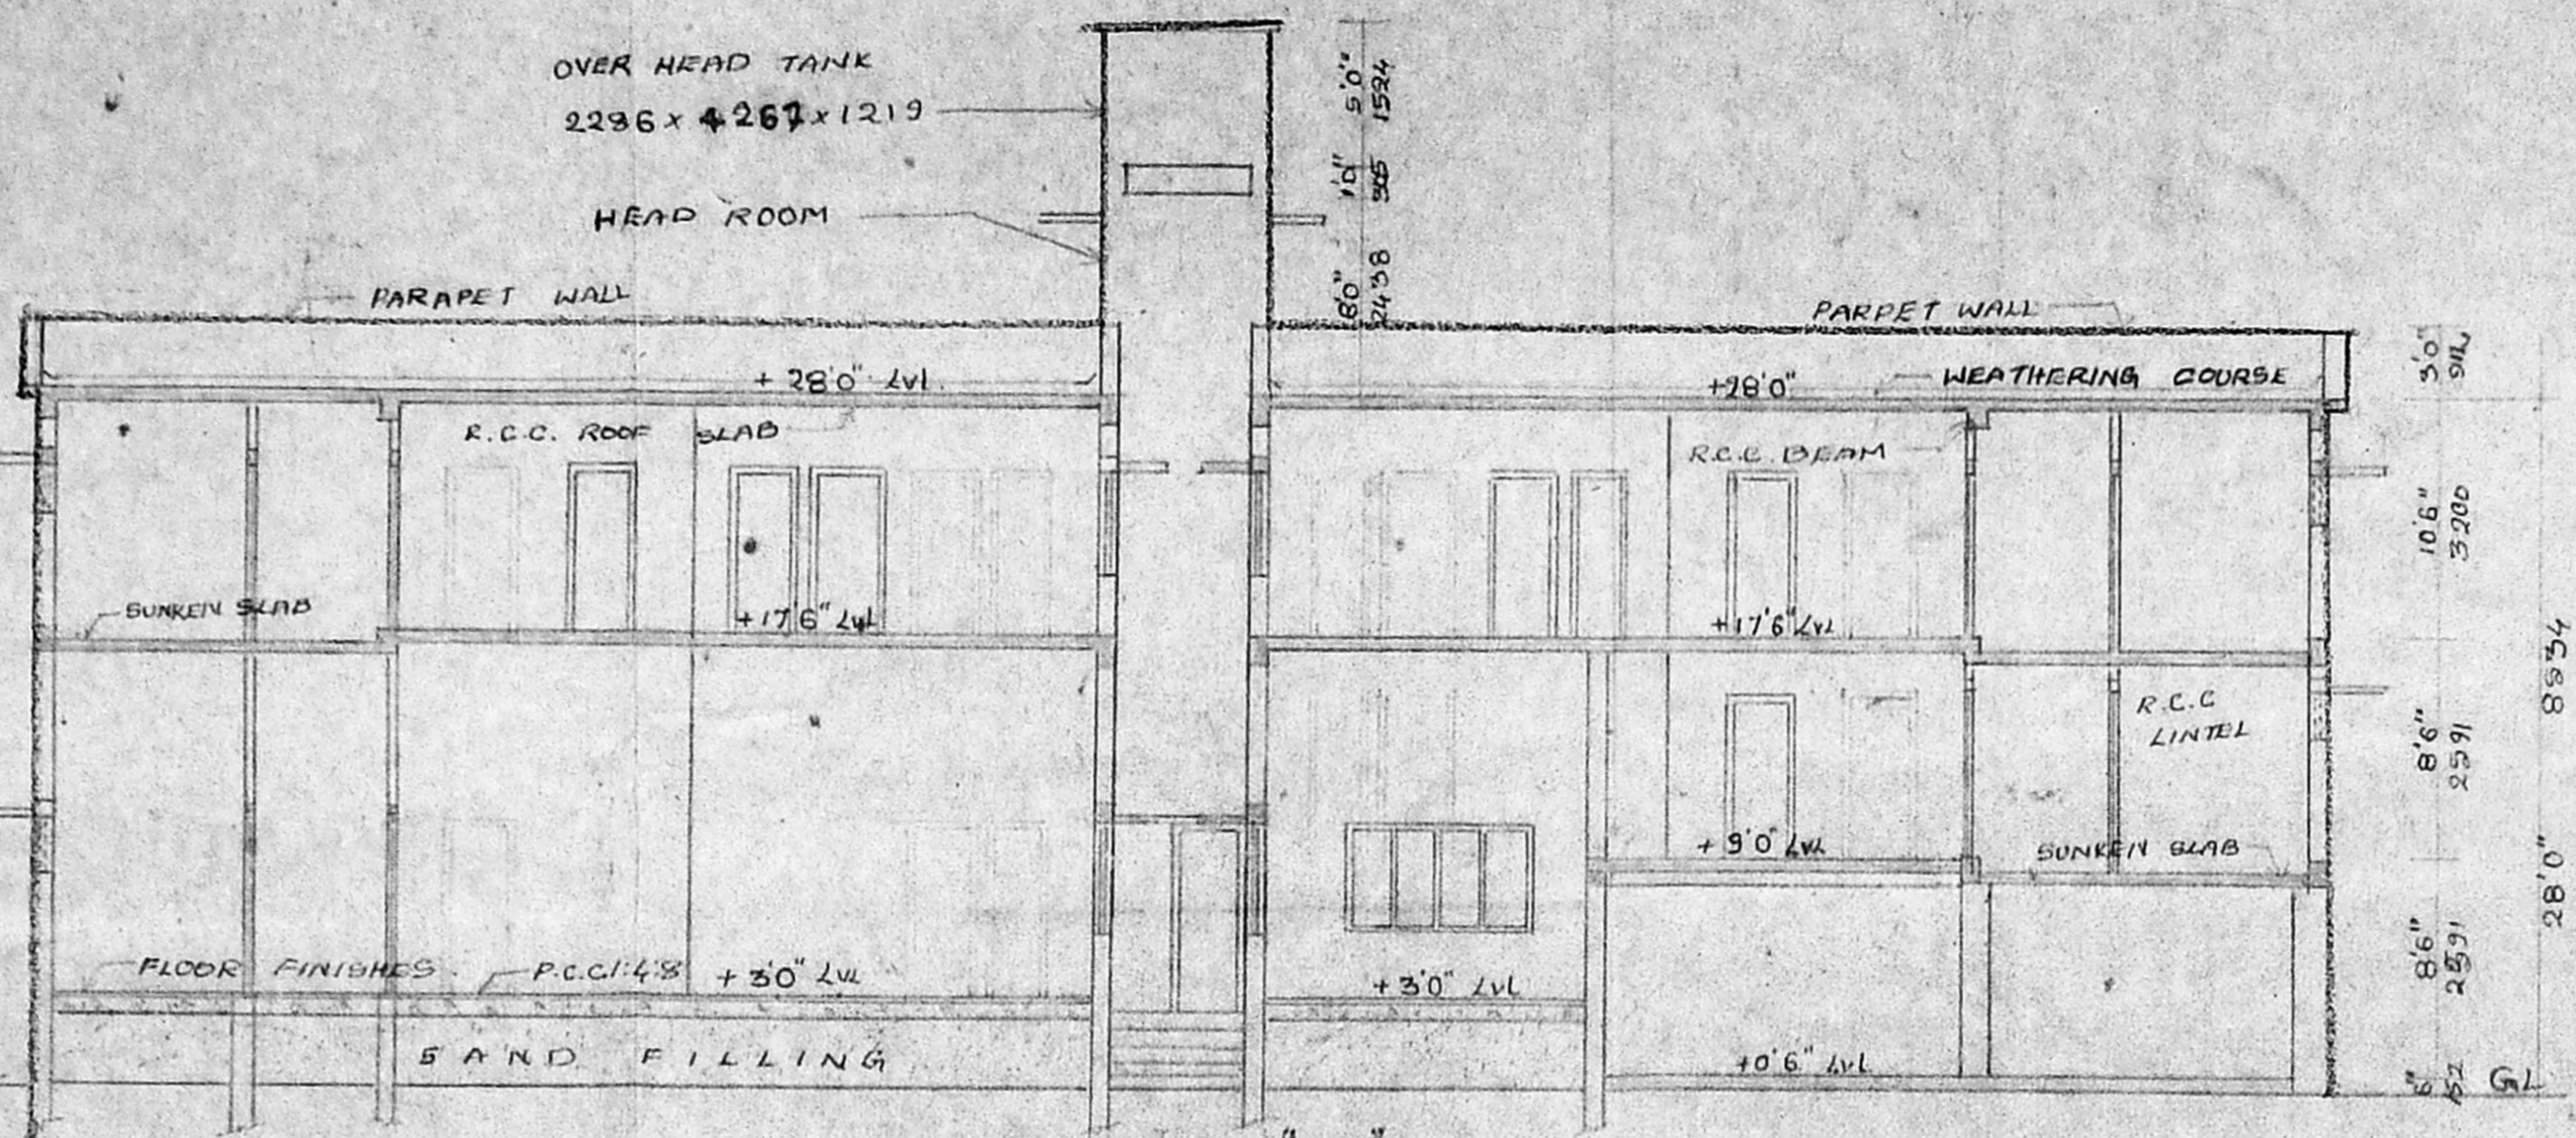 OVER HEAD TANK
2286 x 4267 x 1219
HEAD ROOM
5'0"
1524
1'0"
305
8'0"
2438
PARAPET WALL
PARPET WALL
+ 28'0" Lvl.
+28'0"
WEATHERING COURSE
3'0"
912
R.C.C. ROOF SLAB
R.C.C. BEAM
10'6"
3200
SUNKEN SLAB
+17'6" Lvl
+17'6" Lvl
R.C.C
LINTEL
8'6"
2591
8534
28'0"
+ 9'0" Lvl
SUNKEN SLAB
FLOOR FINISHES
P.C.C 1:4:8
+ 3'0" Lvl
+3'0" Lvl
8'6"
2591
SAND FILLING
+0'6" Lvl
6"
152
GL